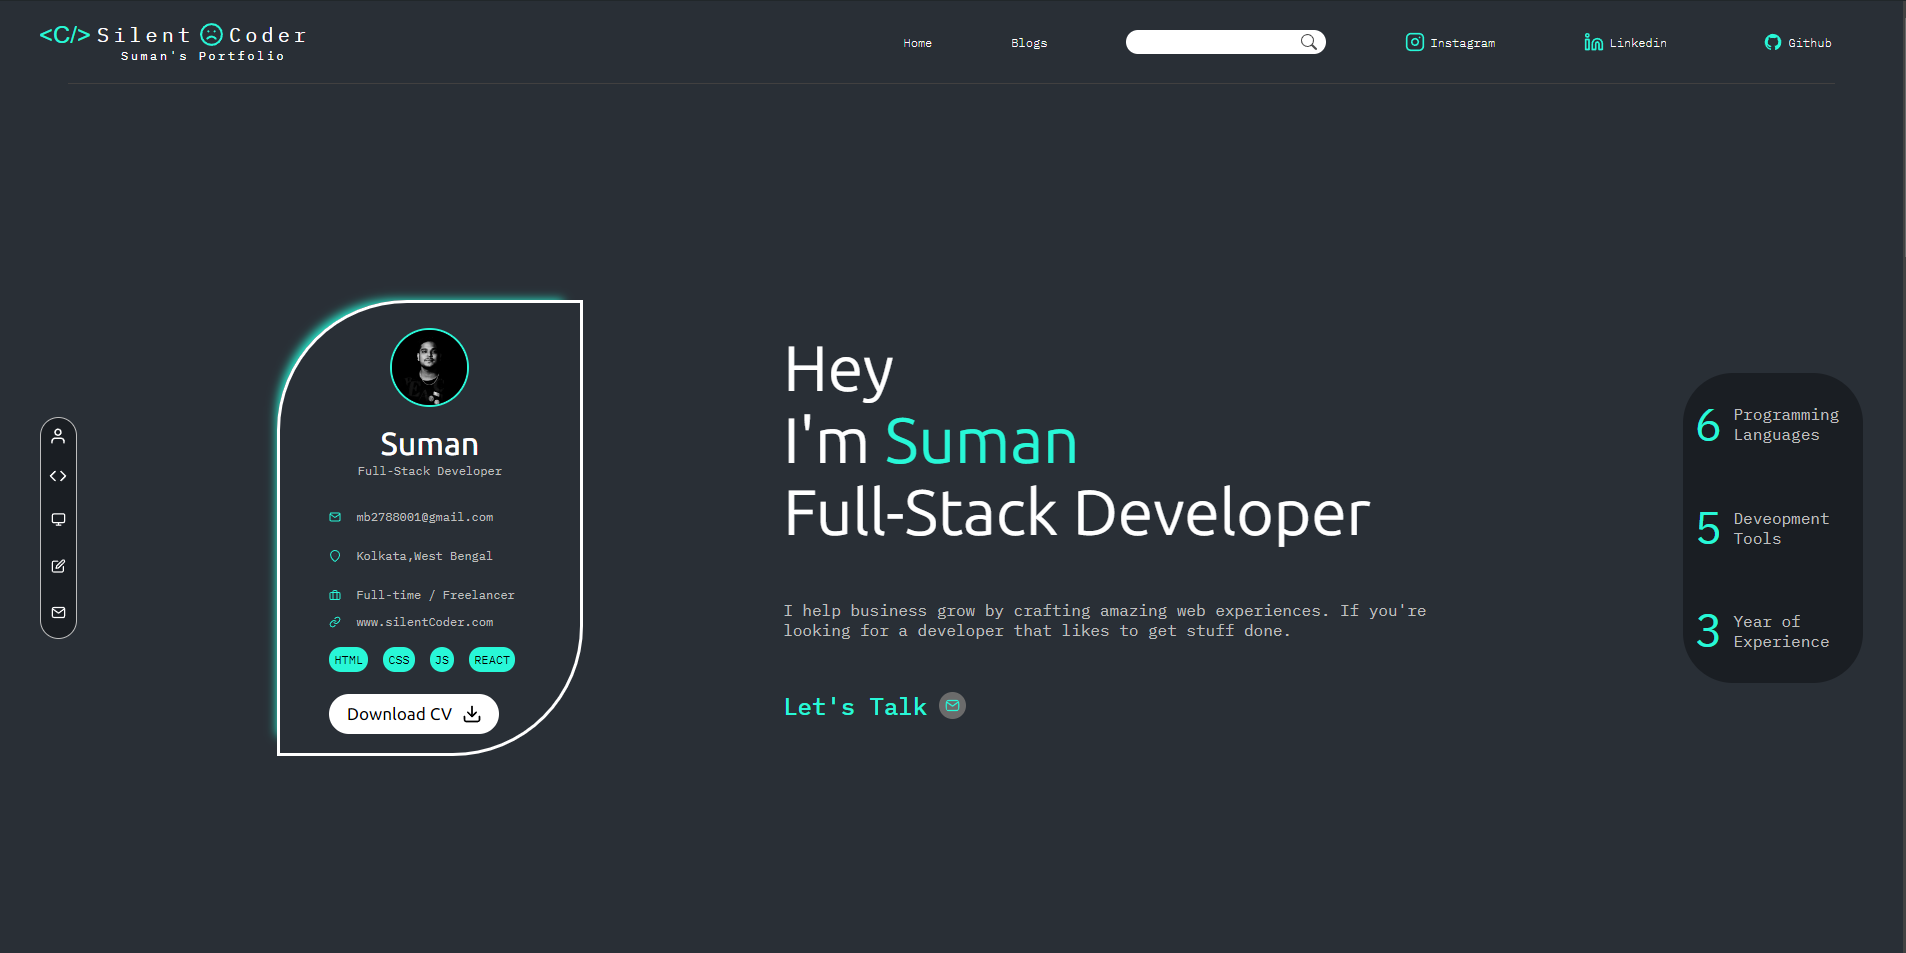 <C/> Silent Coder
Suman's Portfolio
Home
Blogs
Instagram
Linkedin
Github
Suman
Full-Stack Developer
mb2788001@gmail.com
Kolkata,West Bengal
Full-time / Freelancer
www.silentCoder.com
HTML CSS JS REACT
Download CV
Hey
I'm Suman
Full-Stack Developer
I help business grow by crafting amazing web experiences. If you're
looking for a developer that likes to get stuff done.
Let's Talk
6 Programming
Languages
5 Deveopment
Tools
3 Year of
Experience